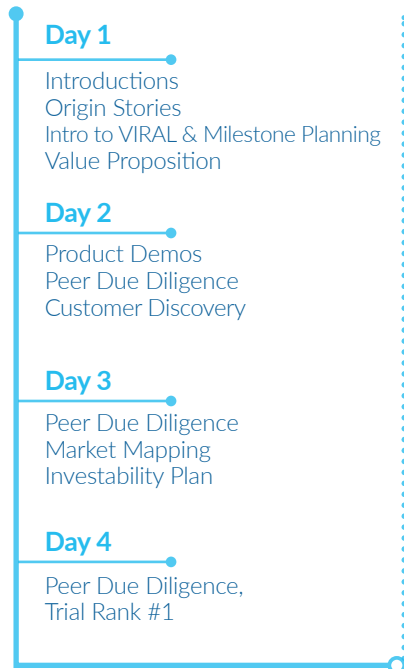 Day 1
Introductions
Origin Stories
Intro to VIRAL & Milestone Planning
Value Proposition
Day 2
Product Demos
Peer Due Diligence
Customer Discovery
Day 3
Peer Due Diligence
Market Mapping
Investability Plan
Day 4
Peer Due Diligence,
Trial Rank #1